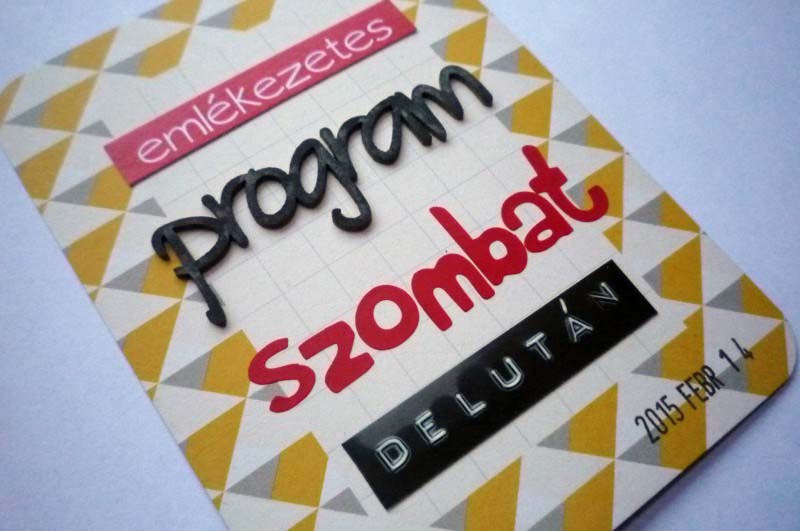 emlékezetes
program
szombat
DELUTÁN
2015 FEBR 14